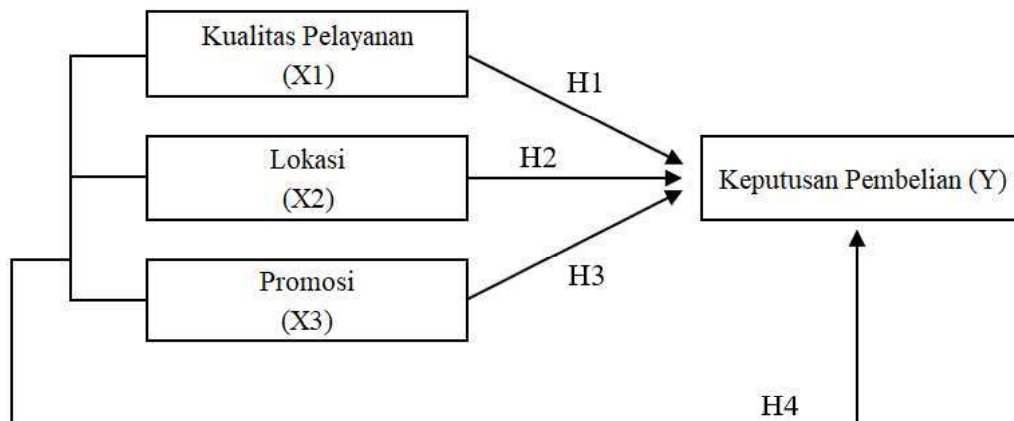 Kualitas Pelayanan
(X1)
H1
Lokasi
(X2)
H2
Keputusan Pembelian (Y)
Promosi
(X3)
H3
H4